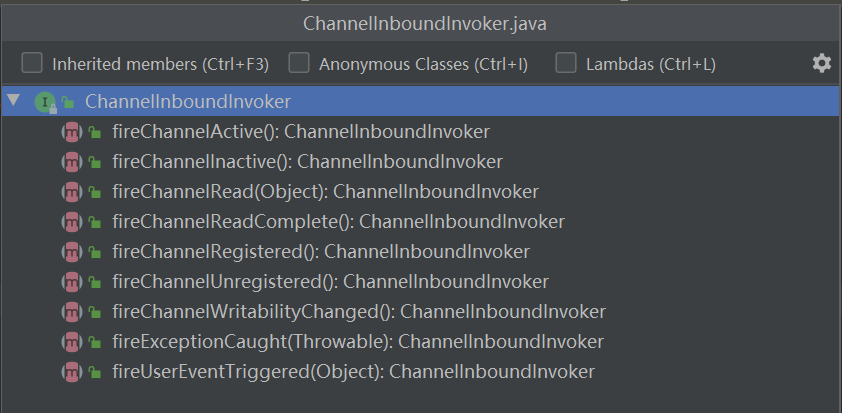 ChannelInboundInvoker.java
Inherited members (Ctrl+F3) Anonymous Classes (Ctrl+I) Lambdas (Ctrl+L)
I ChannelInboundInvoker
m fireChannelActive(): ChannelInboundInvoker
m fireChannelInactive(): ChannelInboundInvoker
m fireChannelRead(Object): ChannelInboundInvoker
m fireChannelReadComplete(): ChannelInboundInvoker
m fireChannelRegistered(): ChannelInboundInvoker
m fireChannelUnregistered(): ChannelInboundInvoker
m fireChannelWritabilityChanged(): ChannelInboundInvoker
m fireExceptionCaught(Throwable): ChannelInboundInvoker
m fireUserEventTriggered(Object): ChannelInboundInvoker